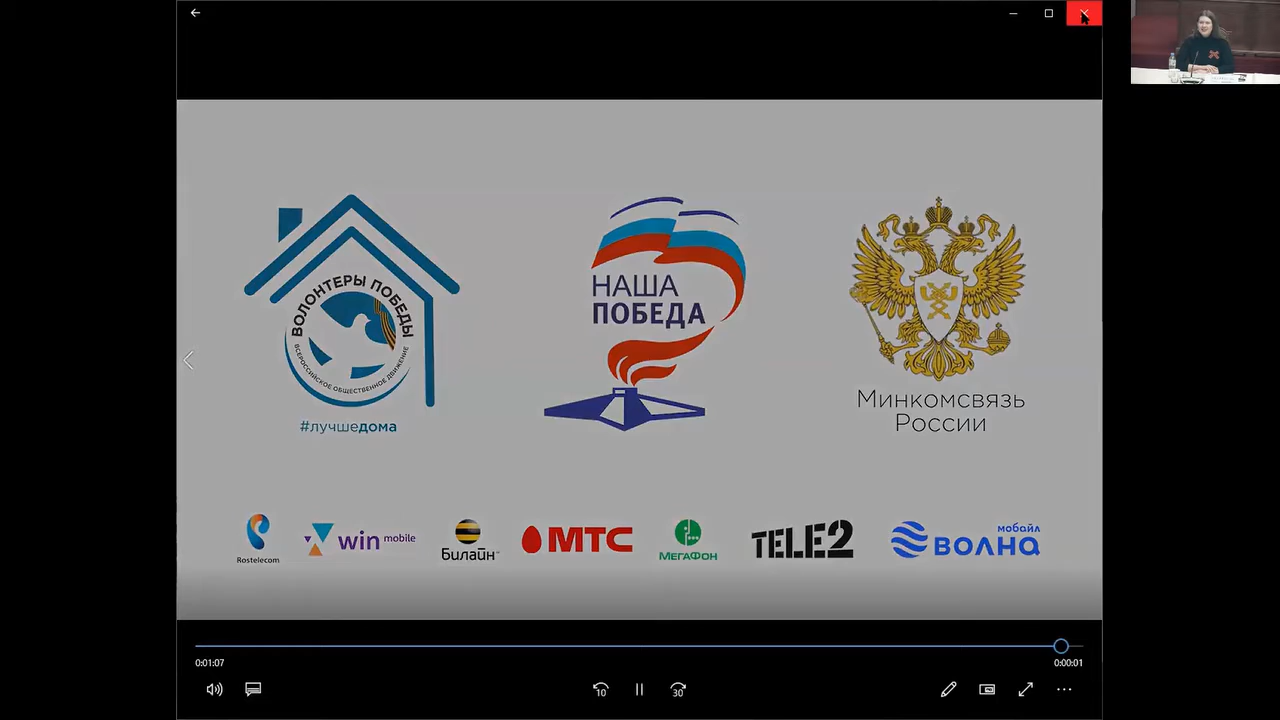 ВОЛОНТЕРЫ ПОБЕДЫ
ВСЕРОССИЙСКОЕ ОБЩЕСТВЕННОЕ ДВИЖЕНИЕ
#лучшедома
НАША
ПОБЕДА
Минкомсвязь
России
Rostelecom
win mobile
Билайн
МТС
МЕГАФОН
TELE2
мобайл
ВОЛНА
0:01:07
0:00:01
10
30